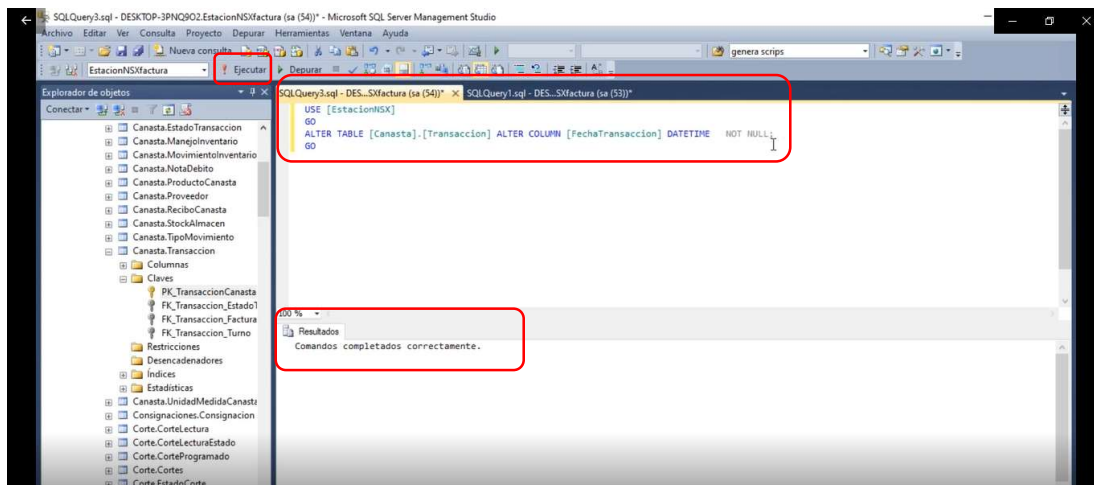 SQLQuery3.sql - DESKTOP-3PNQ9O2.EstacionNSXfactura (sa (54))* - Microsoft SQL Server Management Studio
Archivo Editar Ver Consulta Proyecto Depurar Herramientas Ventana Ayuda
Nueva consulta
genera scrips
EstacionNSXfactura
Ejecutar
Depurar
Explorador de objetos
Conectar
Canasta.EstadoTransaccion
Canasta.ManejoInventario
Canasta.MovimientoInventario
Canasta.NotaDebito
Canasta.ProductoCanasta
Canasta.Proveedor
Canasta.ReciboCanasta
Canasta.StockAlmacen
Canasta.TipoMovimiento
Canasta.Transaccion
Columnas
Claves
PK_TransaccionCanasta
FK_Transaccion_EstadoT
FK_Transaccion_Factura
FK_Transaccion_Turno
Restricciones
Desencadenadores
Índices
Estadísticas
Canasta.UnidadMedidaCanasta
Consignaciones.Consignacion
Corte.CorteLectura
Corte.CorteLecturaEstado
Corte.CorteProgramado
Corte.Cortes
Corte.EstadoCorte
SQLQuery3.sql - DES...SXfactura (sa (54))* SQLQuery1.sql - DES...SXfactura (sa (53))*
USE [EstacionNSX]
GO
ALTER TABLE [Canasta].[Transaccion] ALTER COLUMN [FechaTransaccion] DATETIME NOT NULL;
GO
100 %
Resultados
Comandos completados correctamente.